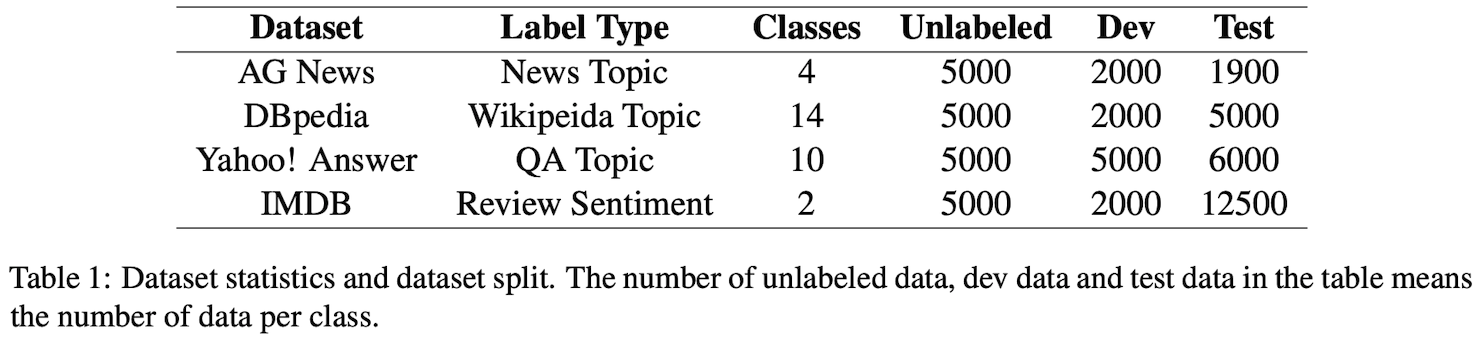 Dataset Label Type Classes Unlabeled Dev Test
AG News News Topic 4 5000 2000 1900
DBpedia Wikipeida Topic 14 5000 2000 5000
Yahoo! Answer QA Topic 10 5000 5000 6000
IMDB Review Sentiment 2 5000 2000 12500
Table 1: Dataset statistics and dataset split. The number of unlabeled data, dev data and test data in the table means
the number of data per class.